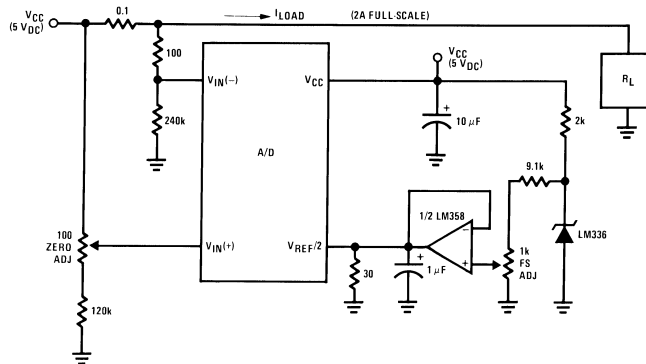 VCC
(5 VDC)
0.1
ILOAD
(2A FULL-SCALE)
100
VIN(−)
240k
VCC
VCC
(5 VDC)
RL
10 μF
2k
A/D
9.1k
1/2 LM358
LM336
100
ZERO
ADJ
VIN(+)
VREF/2
30
1 μF
1k
FS
ADJ
120k
+
+
−
+